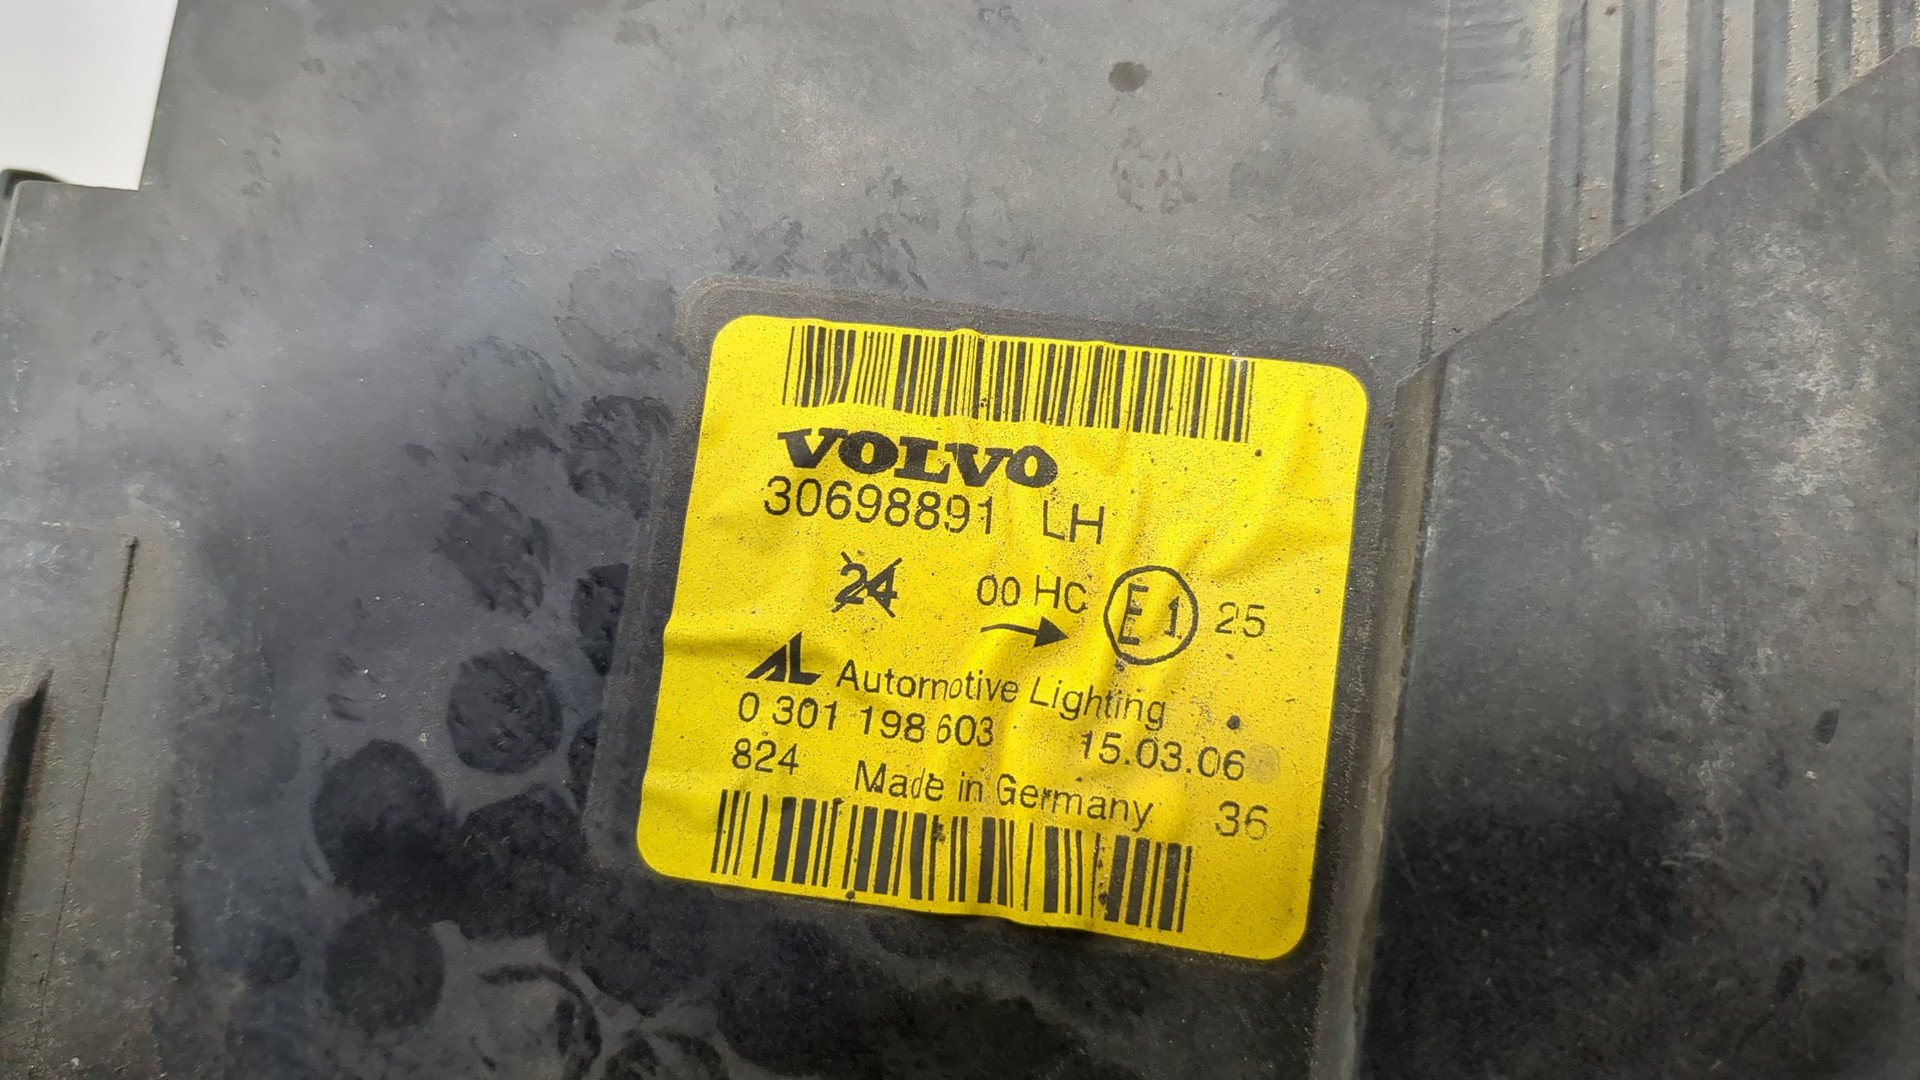 VOLVO
30698891 LH
24 00 HC E1 25
AL Automotive Lighting
0 301 198 603 15.03.06
824 Made in Germany 36